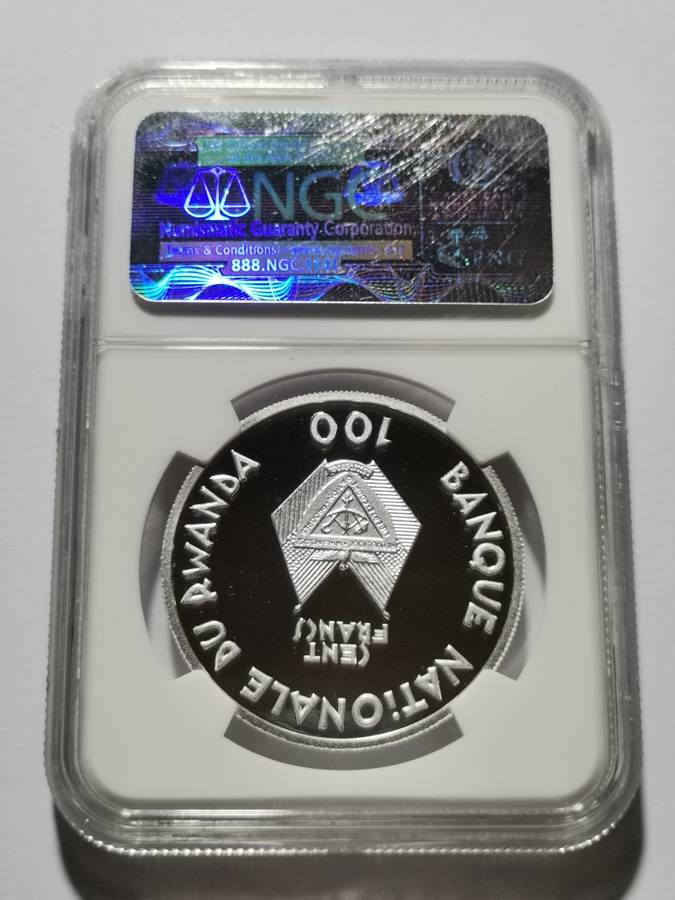 NGC
Numismatic Guaranty Corporation
Terms & Conditions
888.NGC.
BANQUE NATiONALE DU RWANDA
100
CENT
FRANCS